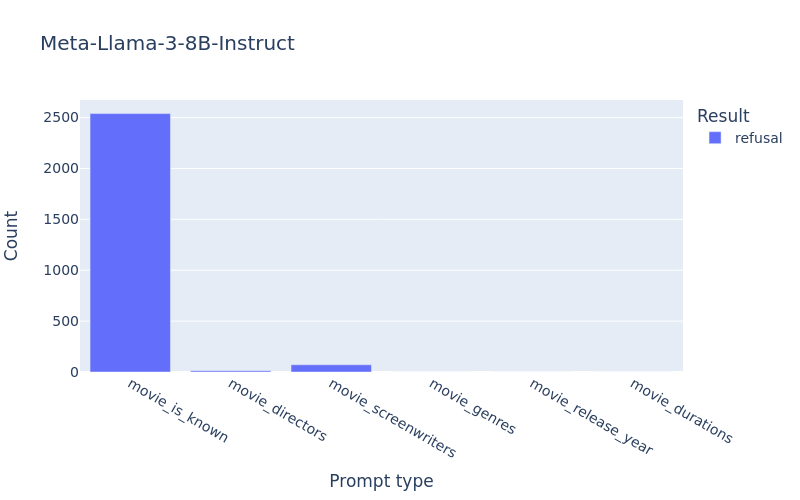 Meta-Llama-3-8B-Instruct
Result
refusal
Count
2500
2000
1500
1000
500
0
movie_is_known
movie_directors
movie_screenwriters
movie_genres
movie_release_year
movie_durations
Prompt type